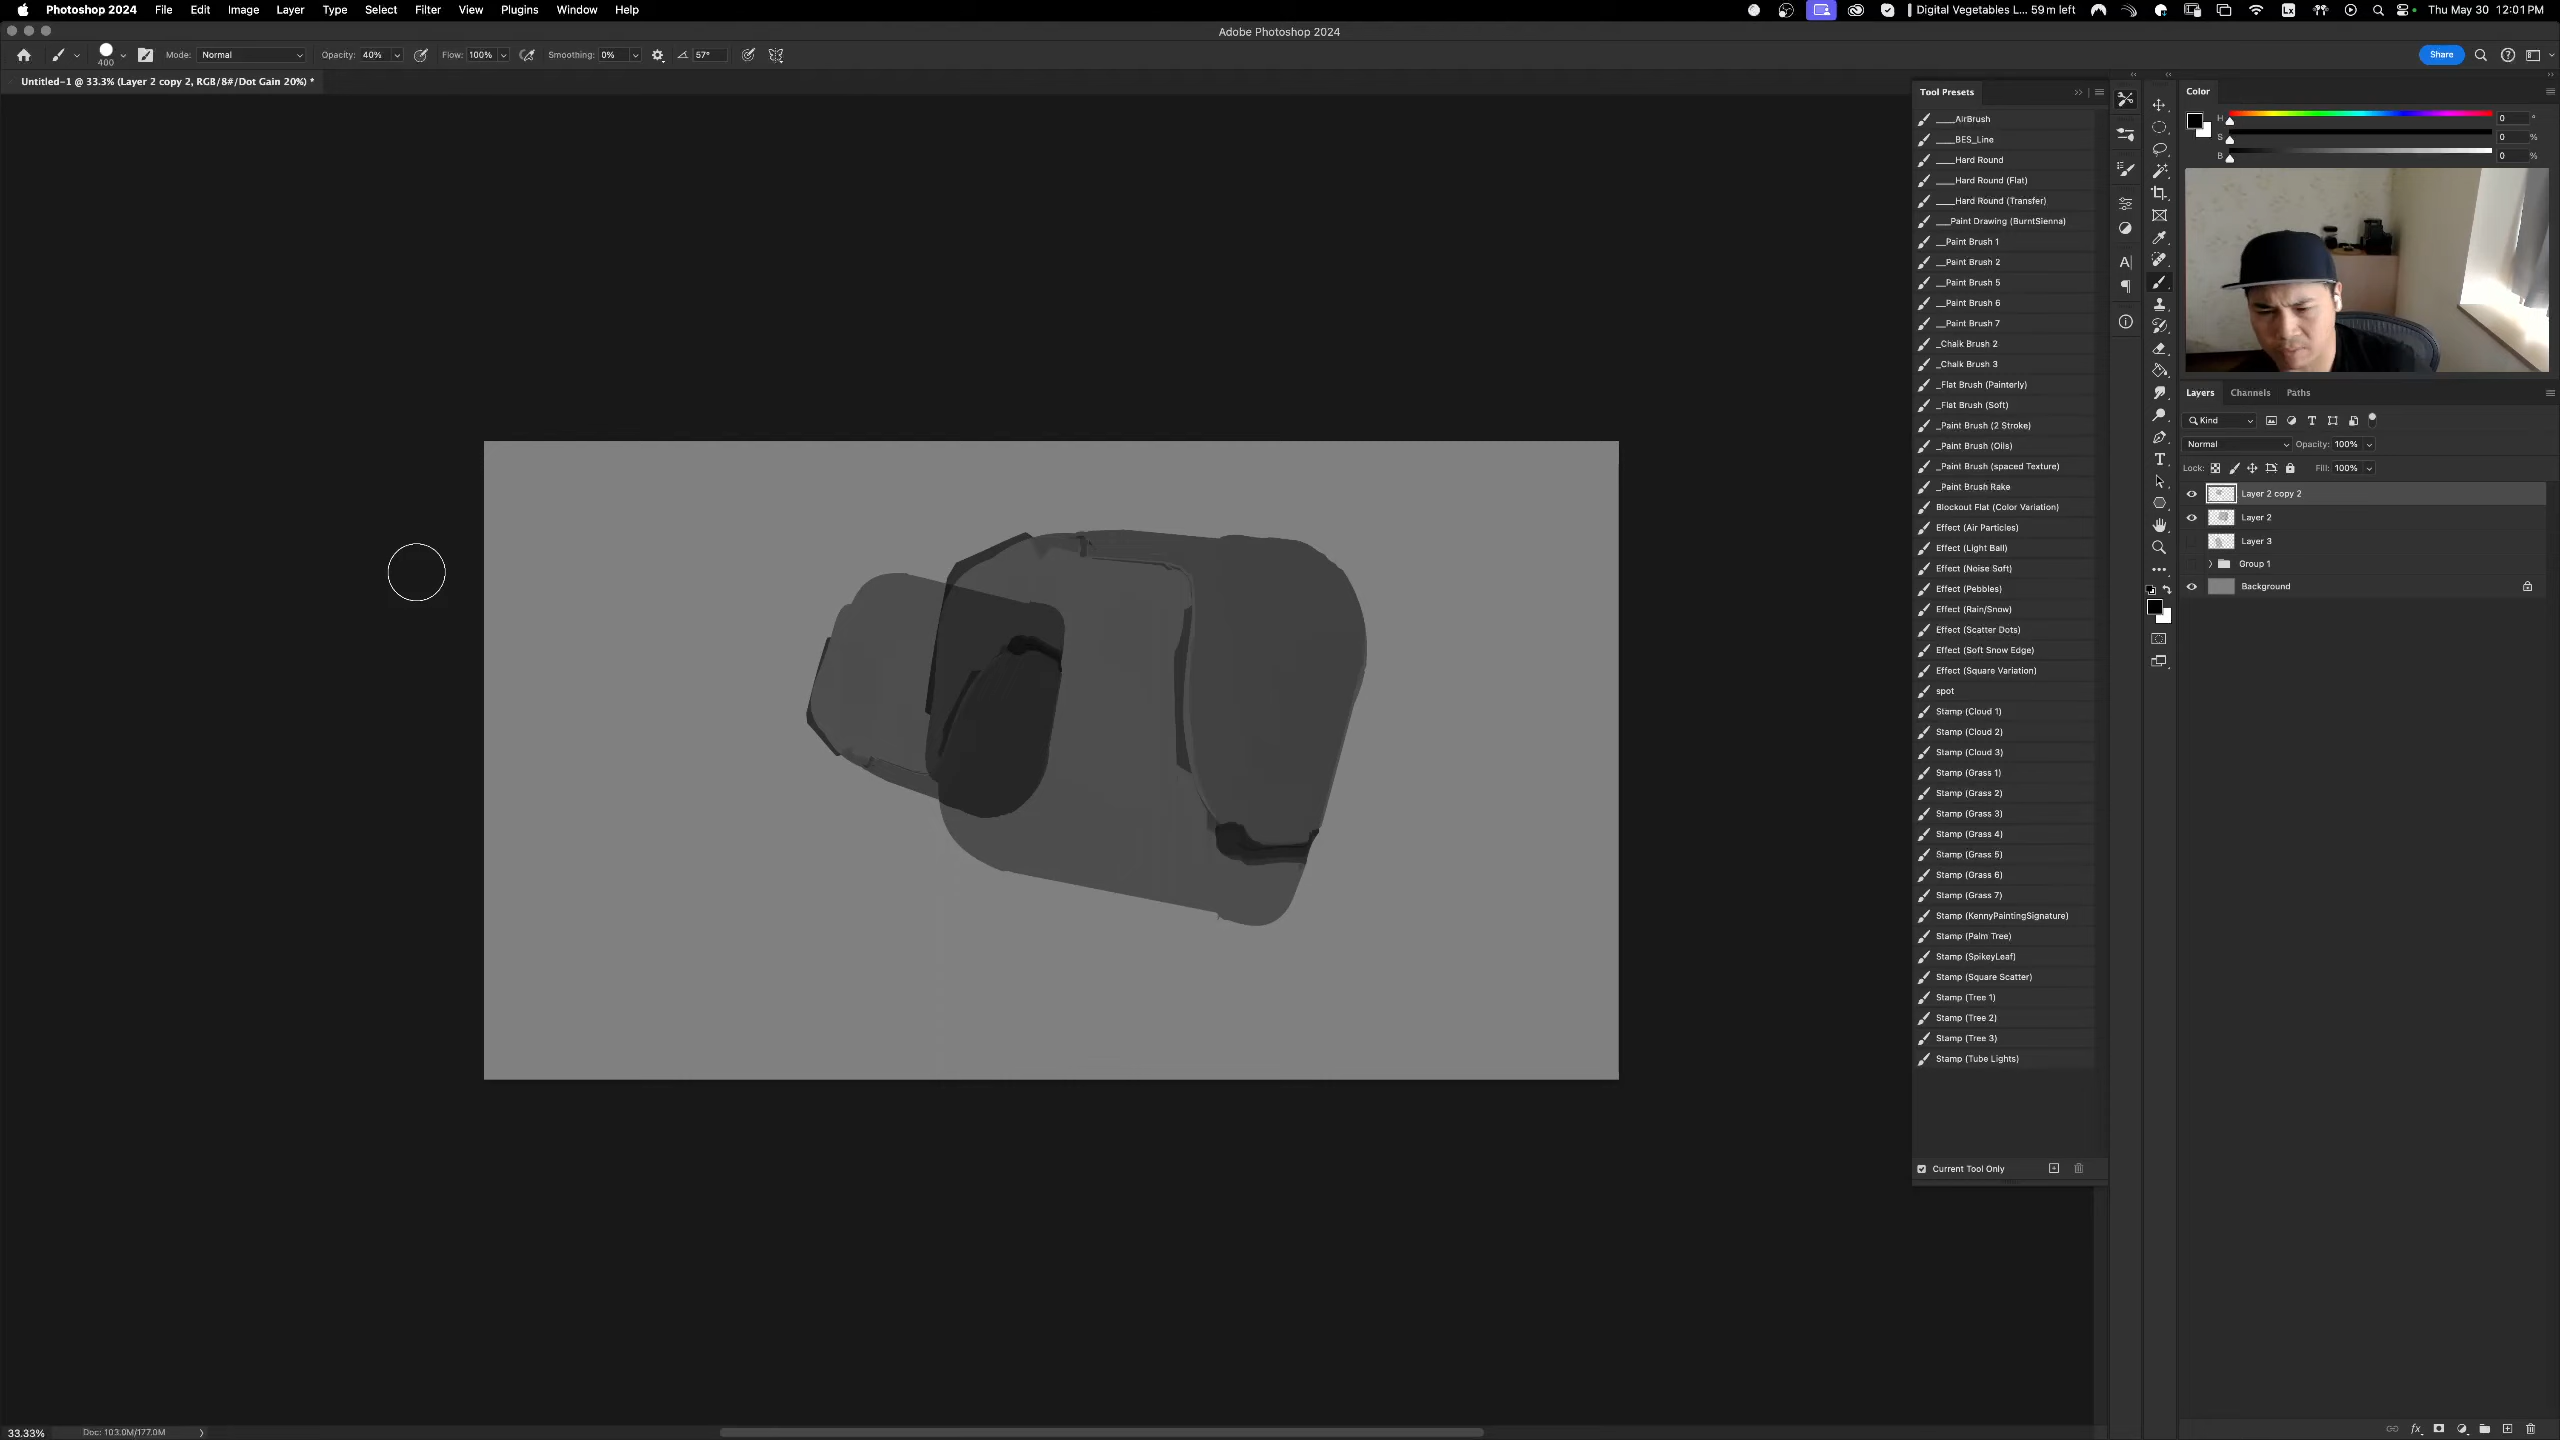 Photoshop 2024 File Edit Image Layer Type Select Filter View Plugins Window Help Digital Vegetables L... 59m left Thu May 30 12:01PM
Adobe Photoshop 2024
400 Mode: Normal Opacity: 40% Flow: 100% Smoothing: 0% 57° Share
Untitled-1 @ 33.3% (Layer 2 copy 2, RGB/8#/Dot Gain 20%) *
Tool Presets
____AirBrush
____BES_Line
____Hard Round
____Hard Round (Flat)
____Hard Round (Transfer)
___Paint Drawing (BurntSienna)
__Paint Brush 1
__Paint Brush 2
__Paint Brush 5
__Paint Brush 6
__Paint Brush 7
_Chalk Brush 2
_Chalk Brush 3
_Flat Brush (Painterly)
_Flat Brush (Soft)
_Paint Brush (2 Stroke)
_Paint Brush (Oils)
_Paint Brush (spaced Texture)
_Paint Brush Rake
Blockout Flat (Color Variation)
Effect (Air Particles)
Effect (Light Ball)
Effect (Noise Soft)
Effect (Pebbles)
Effect (Rain/Snow)
Effect (Scatter Dots)
Effect (Soft Snow Edge)
Effect (Square Variation)
spot
Stamp (Cloud 1)
Stamp (Cloud 2)
Stamp (Cloud 3)
Stamp (Grass 1)
Stamp (Grass 2)
Stamp (Grass 3)
Stamp (Grass 4)
Stamp (Grass 5)
Stamp (Grass 6)
Stamp (Grass 7)
Stamp (KennyPaintingSignature)
Stamp (Palm Tree)
Stamp (SpikeyLeaf)
Stamp (Square Scatter)
Stamp (Tree 1)
Stamp (Tree 2)
Stamp (Tree 3)
Stamp (Tube Lights)
Current Tool Only
Color
H 0 °
S 0 %
B 0 %
Layers Channels Paths
Kind
Normal Opacity: 100%
Lock: Fill: 100%
Layer 2 copy 2
Layer 2
Layer 3
Group 1
Background
33.33% Doc: 103.0M/177.0M